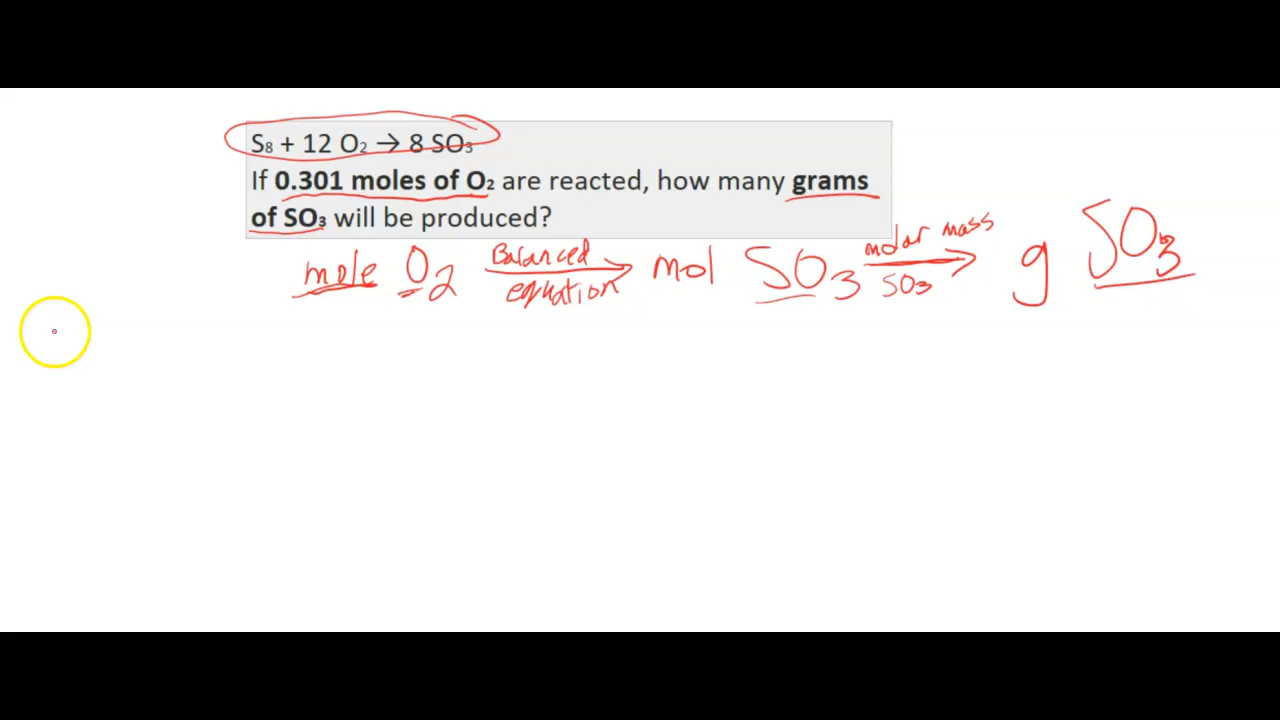 S₈ + 12 O₂ → 8 SO₃
If 0.301 moles of O₂ are reacted, how many grams
of SO₃ will be produced?
mole O₂ Balanced equation → mol SO₃ molar mass SO₃ → g SO₃